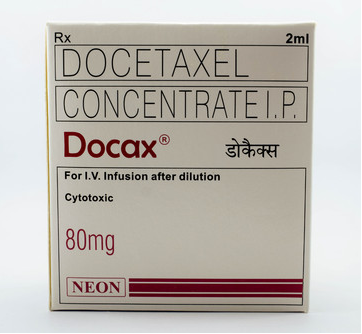 Rx 2ml
DOCETAXEL
CONCENTRATE I.P.
Docax® डोकैक्स
For I.V. Infusion after dilution
Cytotoxic
80mg
NEON